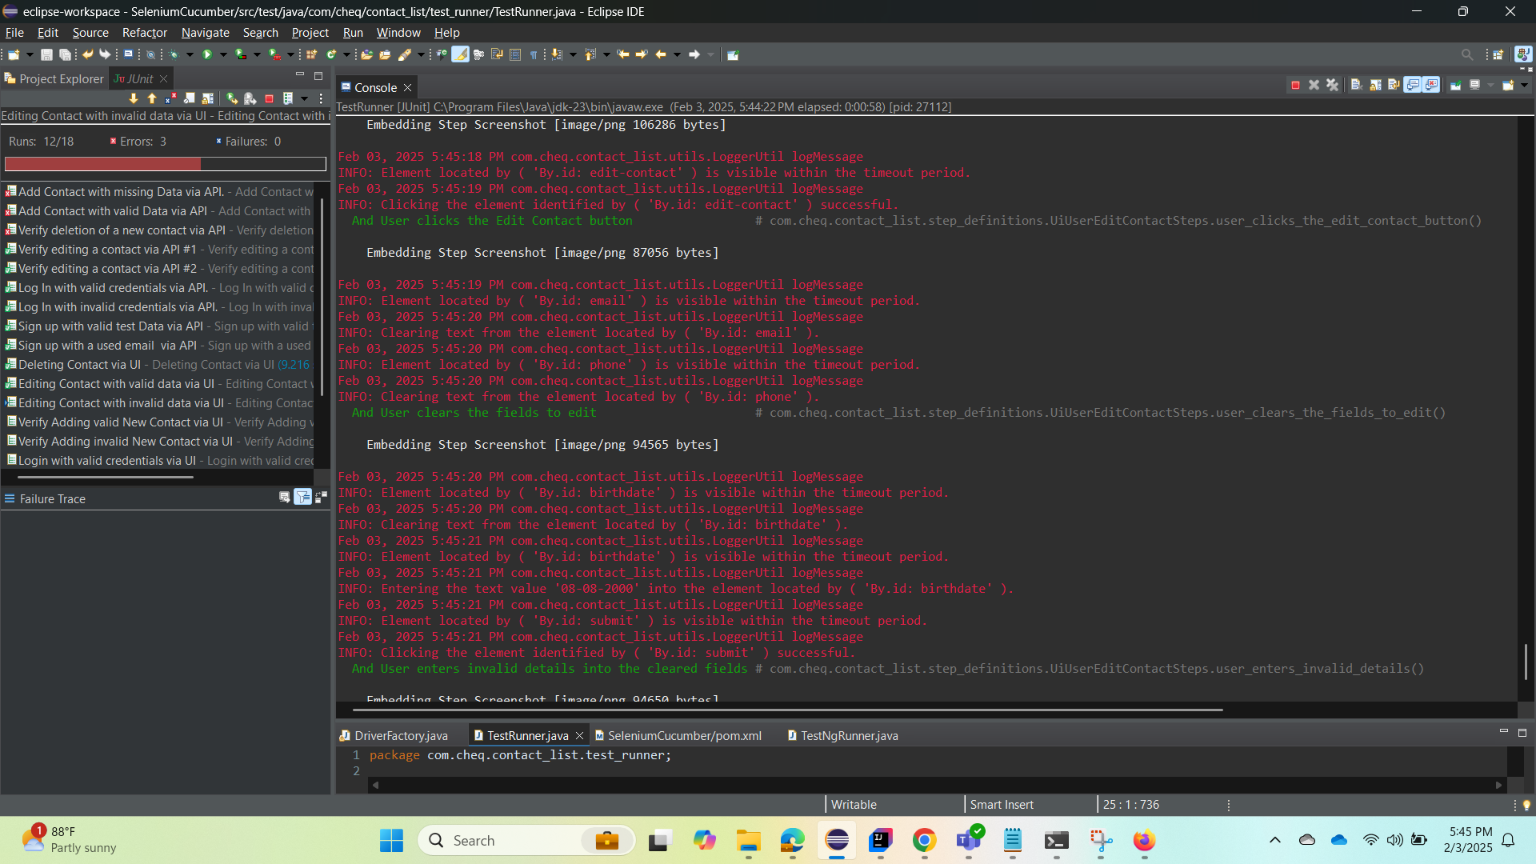 eclipse-workspace - SeleniumCucumber/src/test/java/com/cheq/contact_list/test_runner/TestRunner.java - Eclipse IDE
File Edit Source Refactor Navigate Search Project Run Window Help
Project Explorer JUnit
Editing Contact with invalid data via UI - Editing Contact with i
Runs: 12/18 Errors: 3 Failures: 0
Add Contact with missing Data via API. - Add Contact w
Add Contact with valid Data via API - Add Contact with
Verify deletion of a new contact via API - Verify deletion
Verify editing a contact via API #1 - Verify editing a cont
Verify editing a contact via API #2 - Verify editing a cont
Log In with valid credentials via API. - Log In with valid c
Log In with invalid credentials via API. - Log In with inva
Sign up with valid test Data via API - Sign up with valid
Sign up with a used email via API - Sign up with a used
Deleting Contact via UI - Deleting Contact via UI (9.216
Editing Contact with valid data via UI - Editing Contact
Editing Contact with invalid data via UI - Editing Contac
Verify Adding valid New Contact via UI - Verify Adding
Verify Adding invalid New Contact via UI - Verify Adding
Login with valid credentials via UI - Login with valid cred
Failure Trace
Console
TestRunner [JUnit] C:\Program Files\Java\jdk-23\bin\javaw.exe (Feb 3, 2025, 5:44:22 PM elapsed: 0:00:58) [pid: 27112]
Embedding Step Screenshot [image/png 106286 bytes]
Feb 03, 2025 5:45:18 PM com.cheq.contact_list.utils.LoggerUtil logMessage
INFO: Element located by ( 'By.id: edit-contact' ) is visible within the timeout period.
Feb 03, 2025 5:45:19 PM com.cheq.contact_list.utils.LoggerUtil logMessage
INFO: Clicking the element identified by ( 'By.id: edit-contact' ) successful.
And User clicks the Edit Contact button # com.cheq.contact_list.step_definitions.UiUserEditContactSteps.user_clicks_the_edit_contact_button()
Embedding Step Screenshot [image/png 87056 bytes]
Feb 03, 2025 5:45:19 PM com.cheq.contact_list.utils.LoggerUtil logMessage
INFO: Element located by ( 'By.id: email' ) is visible within the timeout period.
Feb 03, 2025 5:45:20 PM com.cheq.contact_list.utils.LoggerUtil logMessage
INFO: Clearing text from the element located by ( 'By.id: email' ).
Feb 03, 2025 5:45:20 PM com.cheq.contact_list.utils.LoggerUtil logMessage
INFO: Element located by ( 'By.id: phone' ) is visible within the timeout period.
Feb 03, 2025 5:45:20 PM com.cheq.contact_list.utils.LoggerUtil logMessage
INFO: Clearing text from the element located by ( 'By.id: phone' ).
And User clears the fields to edit # com.cheq.contact_list.step_definitions.UiUserEditContactSteps.user_clears_the_fields_to_edit()
Embedding Step Screenshot [image/png 94565 bytes]
Feb 03, 2025 5:45:20 PM com.cheq.contact_list.utils.LoggerUtil logMessage
INFO: Element located by ( 'By.id: birthdate' ) is visible within the timeout period.
Feb 03, 2025 5:45:20 PM com.cheq.contact_list.utils.LoggerUtil logMessage
INFO: Clearing text from the element located by ( 'By.id: birthdate' ).
Feb 03, 2025 5:45:21 PM com.cheq.contact_list.utils.LoggerUtil logMessage
INFO: Element located by ( 'By.id: birthdate' ) is visible within the timeout period.
Feb 03, 2025 5:45:21 PM com.cheq.contact_list.utils.LoggerUtil logMessage
INFO: Entering the text value '08-08-2000' into the element located by ( 'By.id: birthdate' ).
Feb 03, 2025 5:45:21 PM com.cheq.contact_list.utils.LoggerUtil logMessage
INFO: Element located by ( 'By.id: submit' ) is visible within the timeout period.
Feb 03, 2025 5:45:21 PM com.cheq.contact_list.utils.LoggerUtil logMessage
INFO: Clicking the element identified by ( 'By.id: submit' ) successful.
And User enters invalid details into the cleared fields # com.cheq.contact_list.step_definitions.UiUserEditContactSteps.user_enters_invalid_details()
Embedding Step Screenshot [image/png 94650 bytes]
DriverFactory.java TestRunner.java SeleniumCucumber/pom.xml TestNgRunner.java
1 package com.cheq.contact_list.test_runner;
2
Writable Smart Insert 25 : 1 : 736
1 88°F
Partly sunny
Search
5:45 PM
2/3/2025